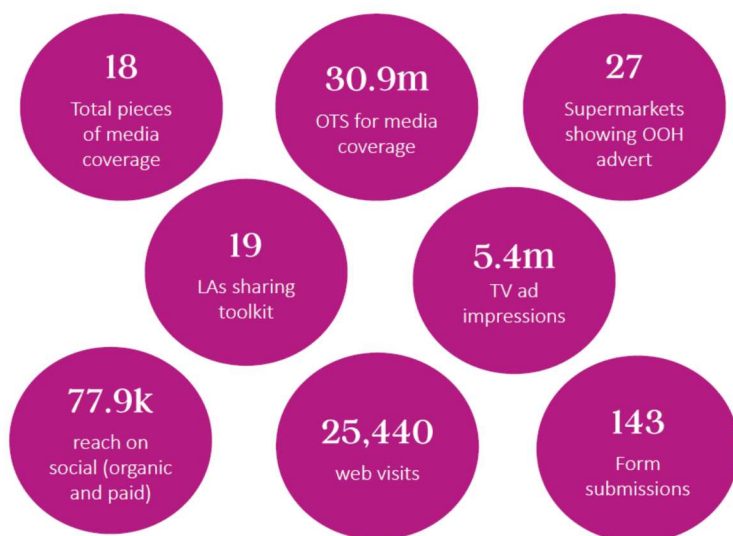 18
Total pieces
of media
coverage
30.9m
OTS for media
coverage
27
Supermarkets
showing OOH
advert
19
LAs sharing
toolkit
5.4m
TV ad
impressions
77.9k
reach on
social (organic
and paid)
25,440
web visits
143
Form
submissions